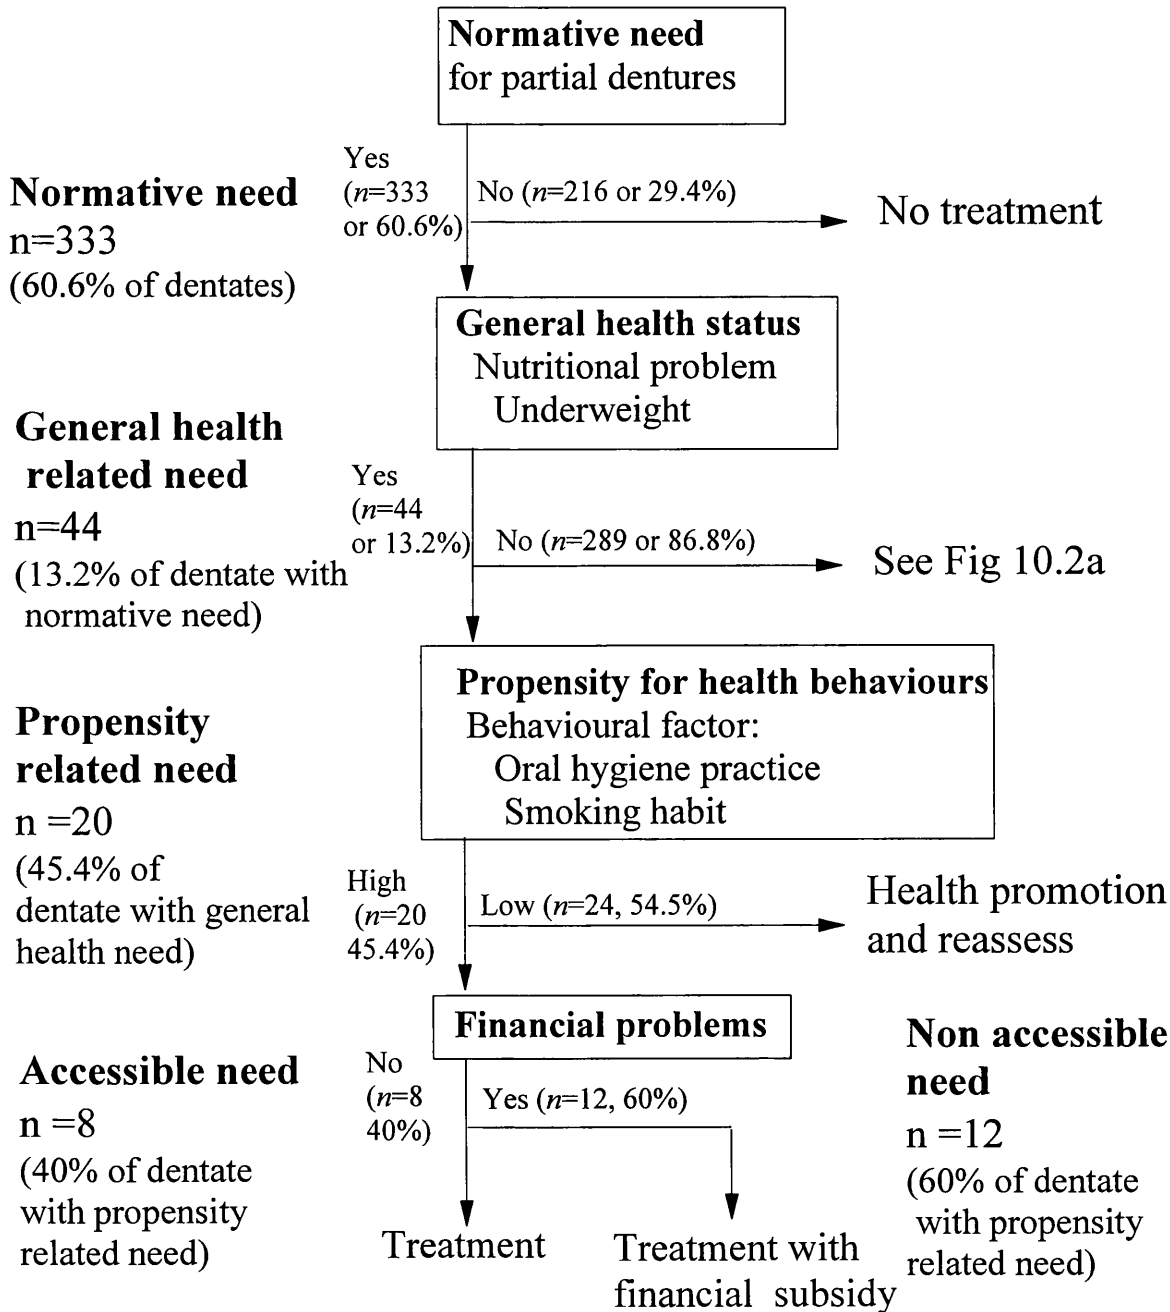 Normative need
for partial dentures
Yes
(n=333
or 60.6%)
No (n=216 or 29.4%)
No treatment
Normative need
n=333
(60.6% of dentates)
General health status
Nutritional problem
Underweight
General health
related need
n=44
(13.2% of dentate with
normative need)
Yes
(n=44
or 13.2%)
No (n=289 or 86.8%)
See Fig 10.2a
Propensity for health behaviours
Behavioural factor:
Oral hygiene practice
Smoking habit
Propensity
related need
n =20
(45.4% of
dentate with general
health need)
High
(n=20
45.4%)
Low (n=24, 54.5%)
Health promotion
and reassess
Financial problems
Accessible need
n =8
(40% of dentate
with propensity
related need)
No
(n=8
40%)
Yes (n=12, 60%)
Non accessible
need
n =12
(60% of dentate
with propensity
related need)
Treatment
Treatment with
financial subsidy